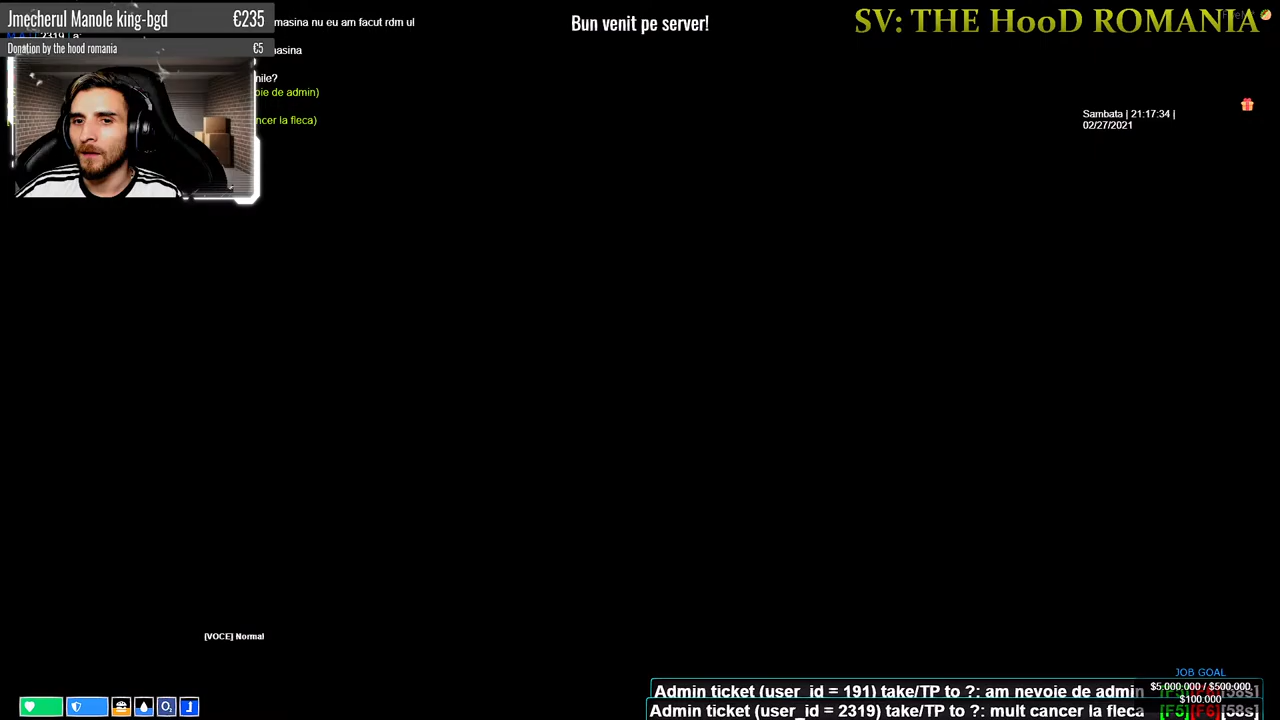 Jmecherul Manole king-bgd €235
Donation by the hood romania €5
masina nu eu am facut rdm ul
2319
asina
nile?
oie de admin)
ncer la fleca)
Bun venit pe server!
SV: THE HooD ROMANIA
Sambata | 21:17:34 |
02/27/2021
[VOCE] Normal
JOB GOAL
$5.000.000 / $500.000
$100.000
Admin ticket (user_id = 191) take/TP to ?: am nevoie de admin [58s]
Admin ticket (user_id = 2319) take/TP to ?: mult cancer la fleca [F5][F6][58s]